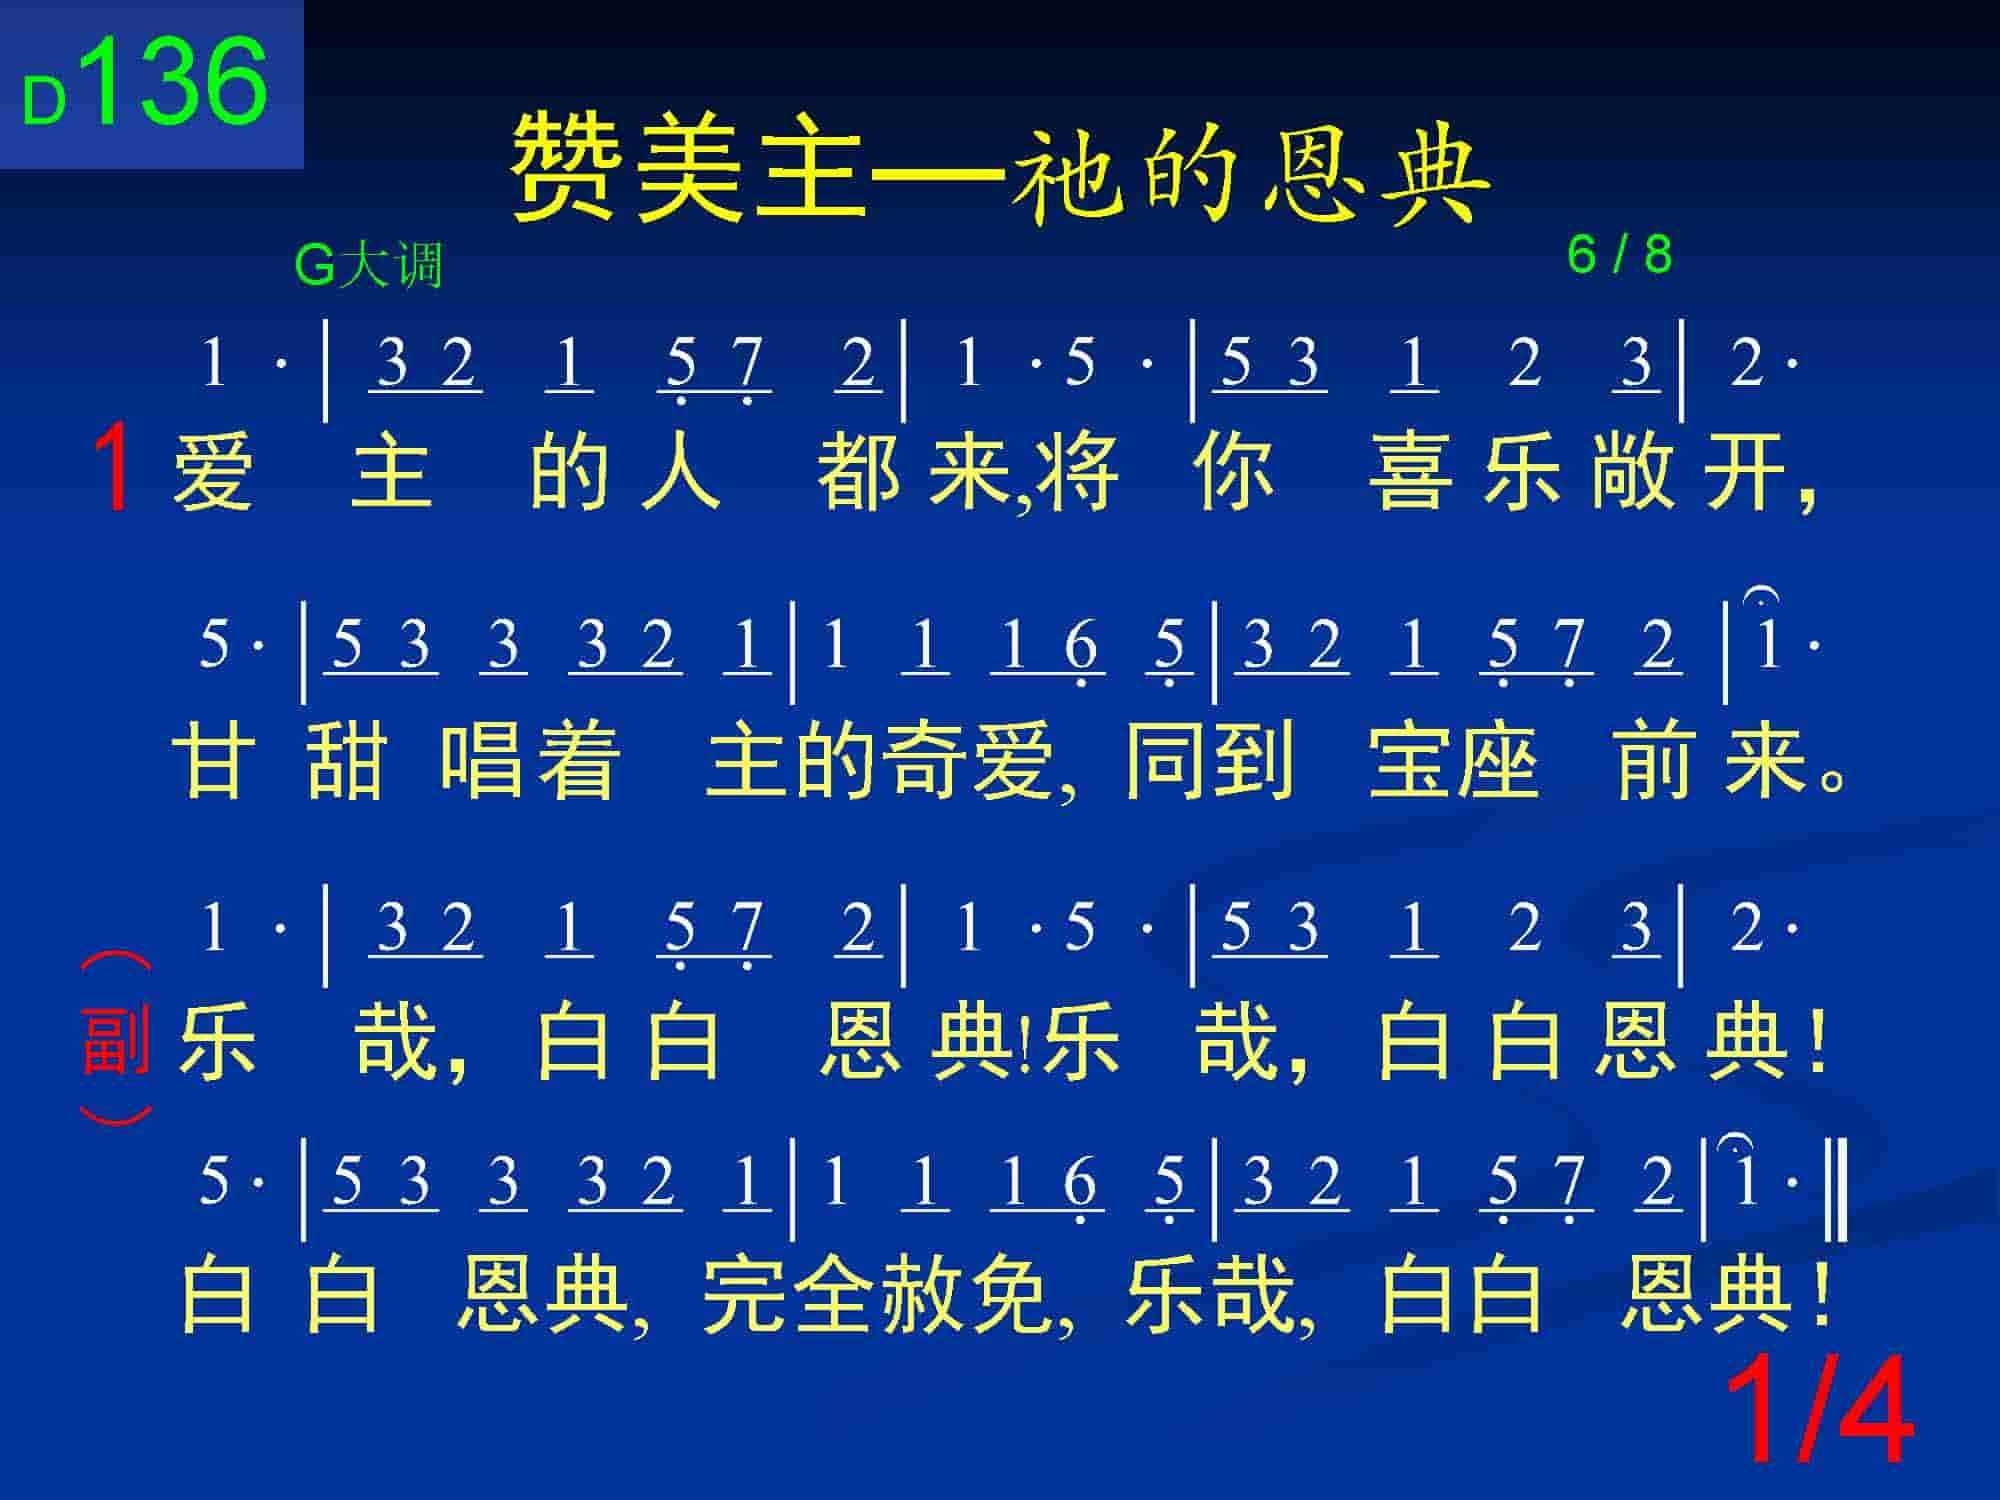 D136
赞美主—祂的恩典
G大调 6 / 8
1 · | 3 2 1 5̣ 7̣ 2 | 1 · 5 · | 5 3 1 2 3 | 2 ·
1 爱 主 的 人 都 来,将 你 喜 乐 敞 开,
5 · | 5 3 3 3 2 1 | 1 1 1 6̣ 5̣ | 3 2 1 5̣ 7̣ 2 | 1 ·
甘 甜 唱 着 主 的 奇 爱, 同 到 宝 座 前 来。
1 · | 3 2 1 5̣ 7̣ 2 | 1 · 5 · | 5 3 1 2 3 | 2 ·
(副) 乐 哉, 白 白 恩 典!乐 哉, 白 白 恩 典!
5 · | 5 3 3 3 2 1 | 1 1 1 6̣ 5̣ | 3 2 1 5̣ 7̣ 2 | 1 · ‖
白 白 恩 典, 完 全 赦 免, 乐 哉, 白 白 恩 典!
1/4